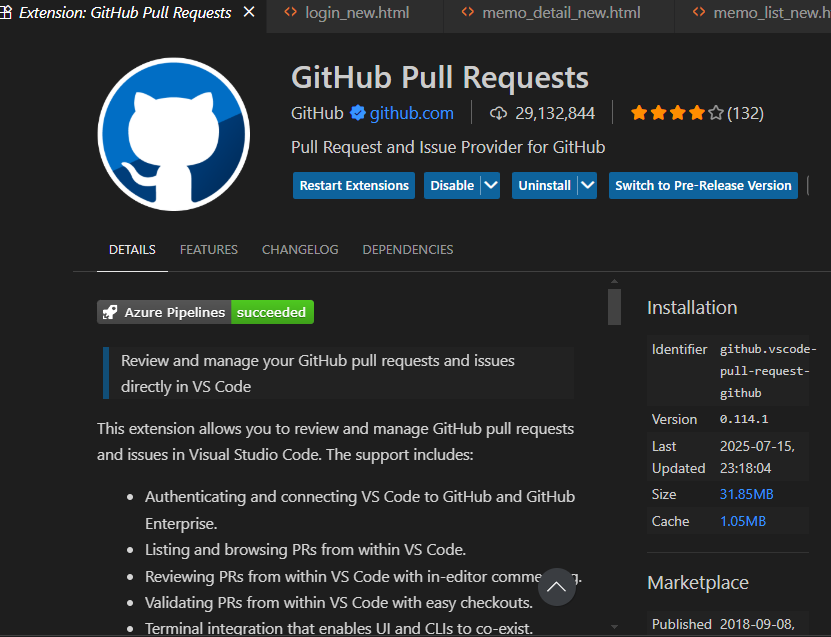 Extension: GitHub Pull Requests
login_new.html
memo_detail_new.html
memo_list_new.h
GitHub Pull Requests
GitHub github.com 29,132,844 (132)
Pull Request and Issue Provider for GitHub
Restart Extensions Disable Uninstall Switch to Pre-Release Version
DETAILS FEATURES CHANGELOG DEPENDENCIES
Azure Pipelines succeeded
Review and manage your GitHub pull requests and issues
directly in VS Code
This extension allows you to review and manage GitHub pull requests
and issues in Visual Studio Code. The support includes:
• Authenticating and connecting VS Code to GitHub and GitHub
Enterprise.
• Listing and browsing PRs from within VS Code.
• Reviewing PRs from within VS Code with in-editor comme
• Validating PRs from within VS Code with easy checkouts.
• Terminal integration that enables UI and CLIs to co-exist.
Installation
Identifier github.vscode-
pull-request-
github
Version 0.114.1
Last 2025-07-15,
Updated 23:18:04
Size 31.85MB
Cache 1.05MB
Marketplace
Published 2018-09-08,